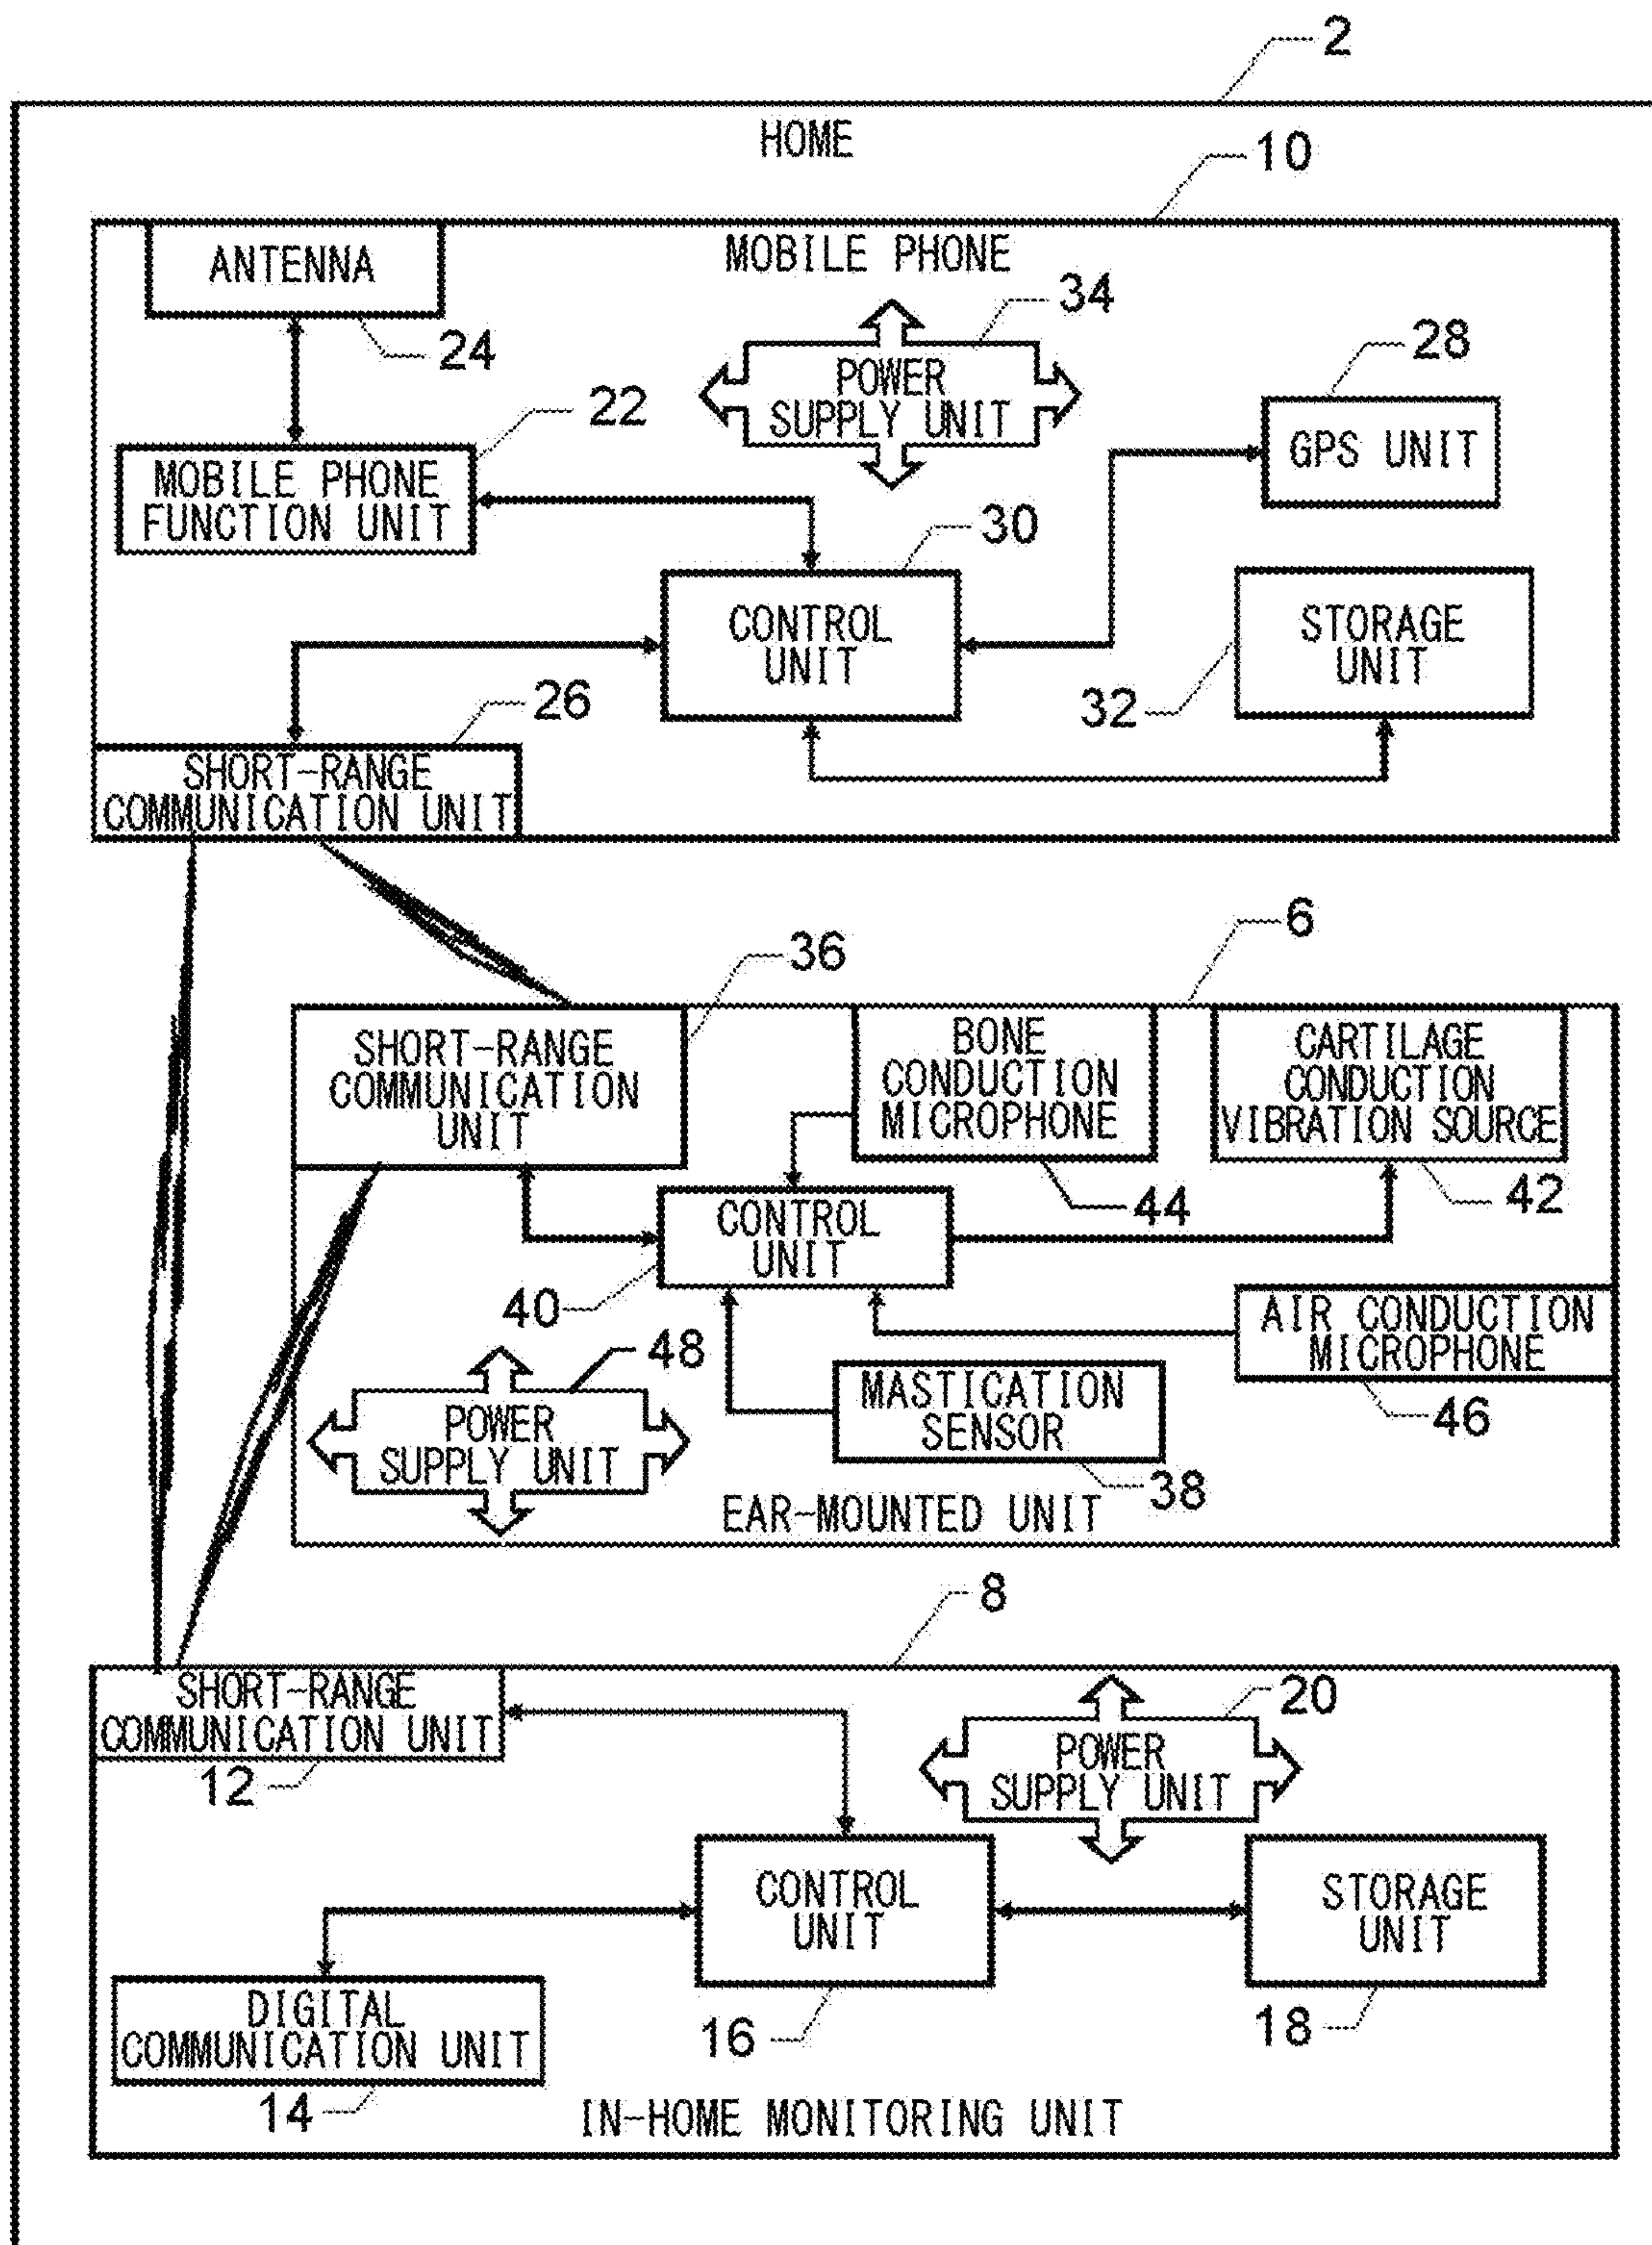 2
HOME
10
ANTENNA
MOBILE PHONE
24
34
POWER
SUPPLY UNIT
28
GPS UNIT
22
MOBILE PHONE
FUNCTION UNIT
30
CONTROL
UNIT
STORAGE
UNIT
32
26
SHORT-RANGE
COMMUNICATION UNIT
6
36
SHORT-RANGE
COMMUNICATION
UNIT
BONE
CONDUCTION
MICROPHONE
44
CARTILAGE
CONDUCTION
VIBRATION SOURCE
42
CONTROL
UNIT
40
AIR CONDUCTION
MICROPHONE
46
48
POWER
SUPPLY UNIT
MASTICATION
SENSOR
38
EAR-MOUNTED UNIT
8
SHORT-RANGE
COMMUNICATION UNIT
12
20
POWER
SUPPLY UNIT
CONTROL
UNIT
16
STORAGE
UNIT
18
DIGITAL
COMMUNICATION UNIT
14
IN-HOME MONITORING UNIT